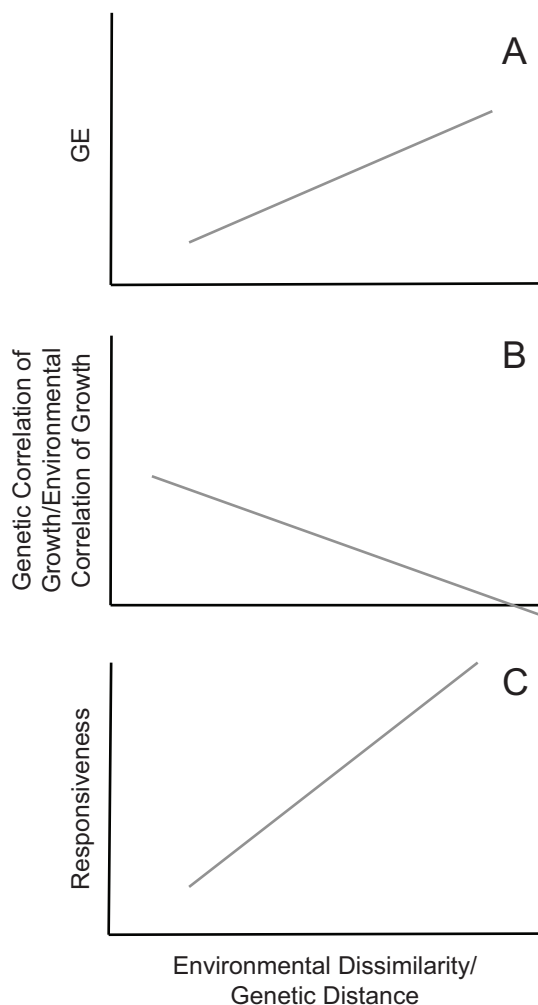 A
GE
B
Genetic Correlation of
Growth/Environmental
Correlation of Growth
C
Responsiveness
Environmental Dissimilarity/
Genetic Distance